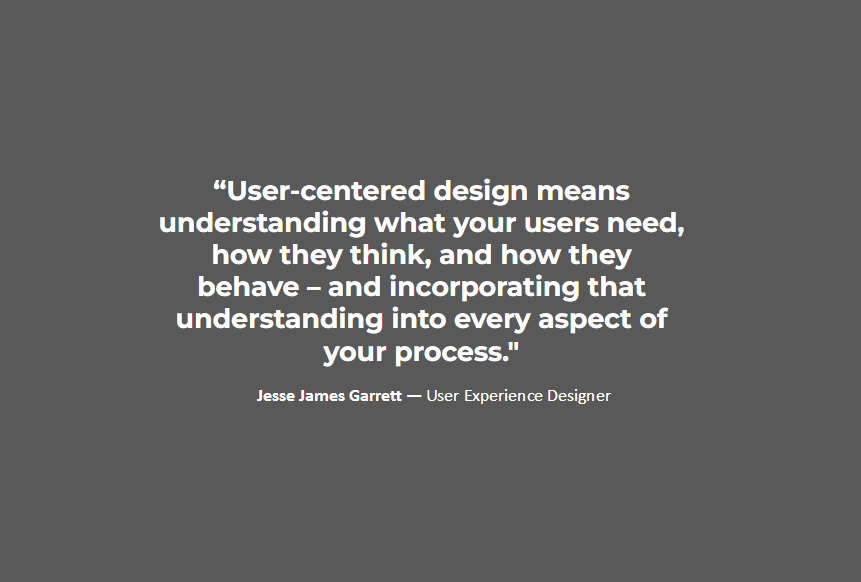 “User-centered design means
understanding what your users need,
how they think, and how they
behave – and incorporating that
understanding into every aspect of
your process."
Jesse James Garrett — User Experience Designer